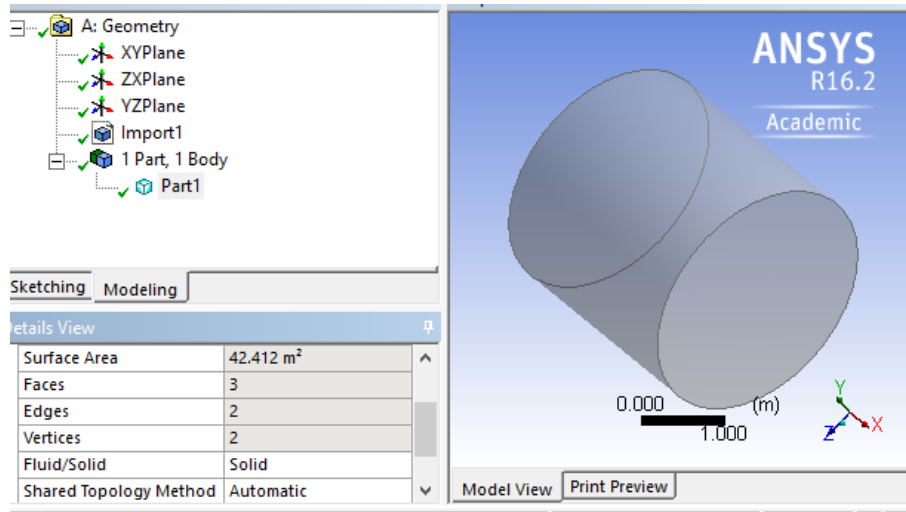 A: Geometry
XYPlane
ZXPlane
YZPlane
Import1
1 Part, 1 Body
Part1
Sketching Modeling
Details View
Surface Area 42.412 m²
Faces 3
Edges 2
Vertices 2
Fluid/Solid Solid
Shared Topology Method Automatic
ANSYS
R16.2
Academic
0.000 (m)
1.000
Y
X
Z
Model View Print Preview